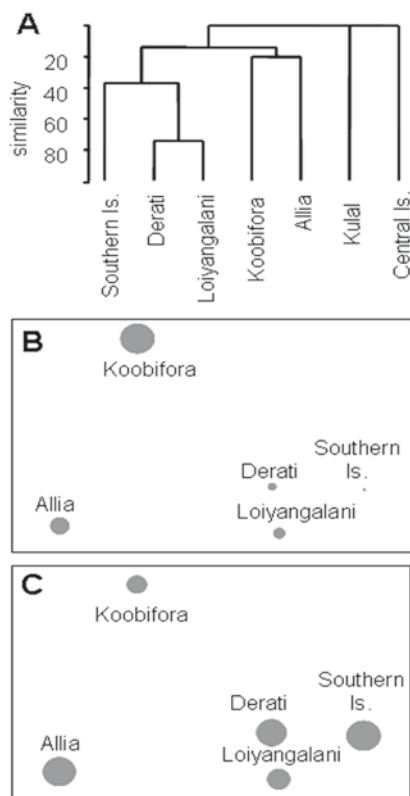 A
similarity
20
40
60
80
Southern Is.
Derati
Loiyangalani
Koobifora
Allia
Kulal
Central Is.
B
Koobifora
Derati
Southern
Is.
Allia
Loiyangalani
C
Koobifora
Derati
Southern
Is.
Allia
Loiyangalani